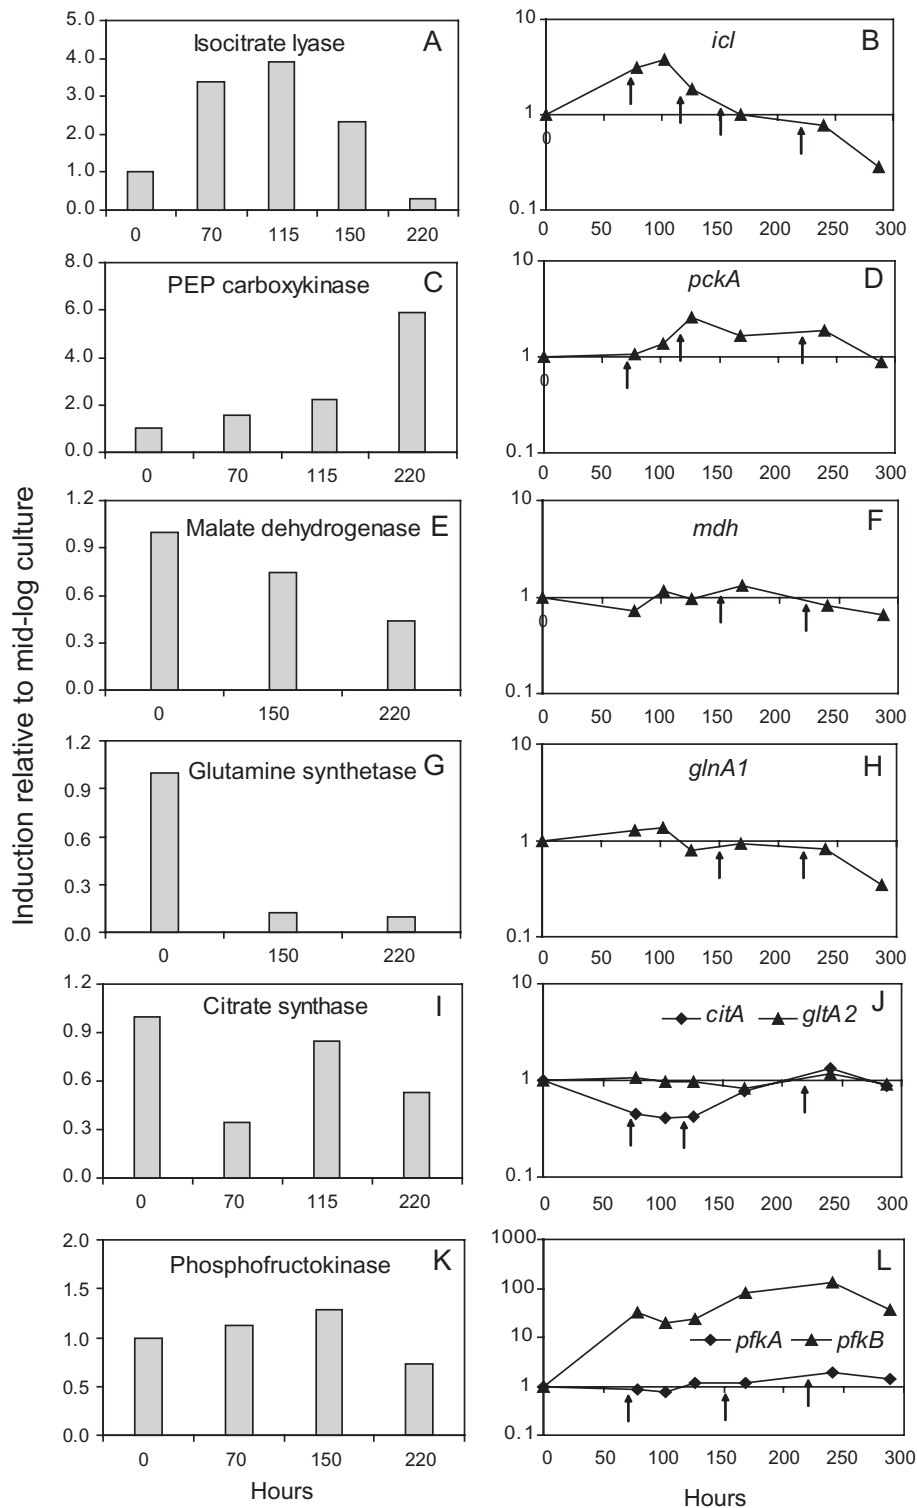 Induction relative to mid-log culture
5.0
4.0
3.0
2.0
1.0
0.0
Isocitrate lyase A
0 70 115 150 220
10
1
0.1
icl B
0
0 50 100 150 200 250 300
8.0
6.0
4.0
2.0
0.0
PEP carboxykinase C
0 70 115 220
10
1
0.1
pckA D
0
0 50 100 150 200 250 300
1.2
0.9
0.6
0.3
0.0
Malate dehydrogenase E
0 150 220
10
1
0.1
mdh F
0
0 50 100 150 200 250 300
1.2
0.9
0.6
0.3
0.0
Glutamine synthetase G
0 150 220
10
1
0.1
glnA1 H
0 50 100 150 200 250 300
1.2
0.9
0.6
0.3
0.0
Citrate synthase I
0 70 115 220
10
1
0.1
J
citA gltA2
0 50 100 150 200 250 300
2.0
1.5
1.0
0.5
0.0
Phosphofructokinase K
0 70 150 220
Hours
1000
100
10
1
0.1
L
pfkA pfkB
0 50 100 150 200 250 300
Hours